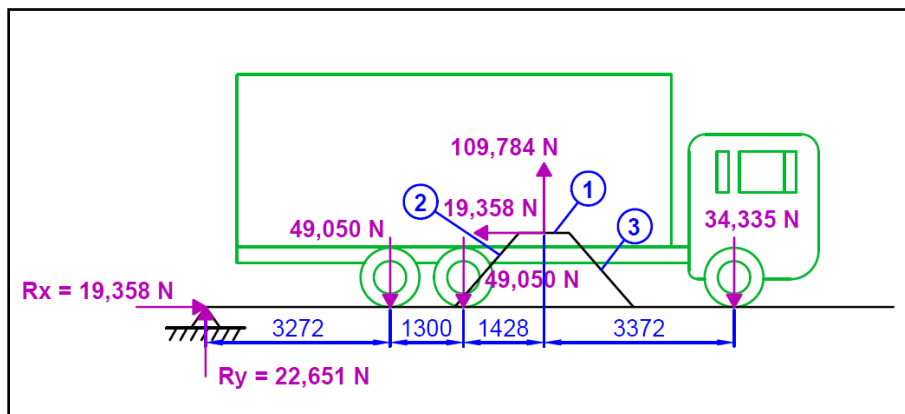 109,784 N
1
2
19,358 N
3
49,050 N
34,335 N
49,050 N
Rx = 19,358 N
3272
1300
1428
3372
Ry = 22,651 N